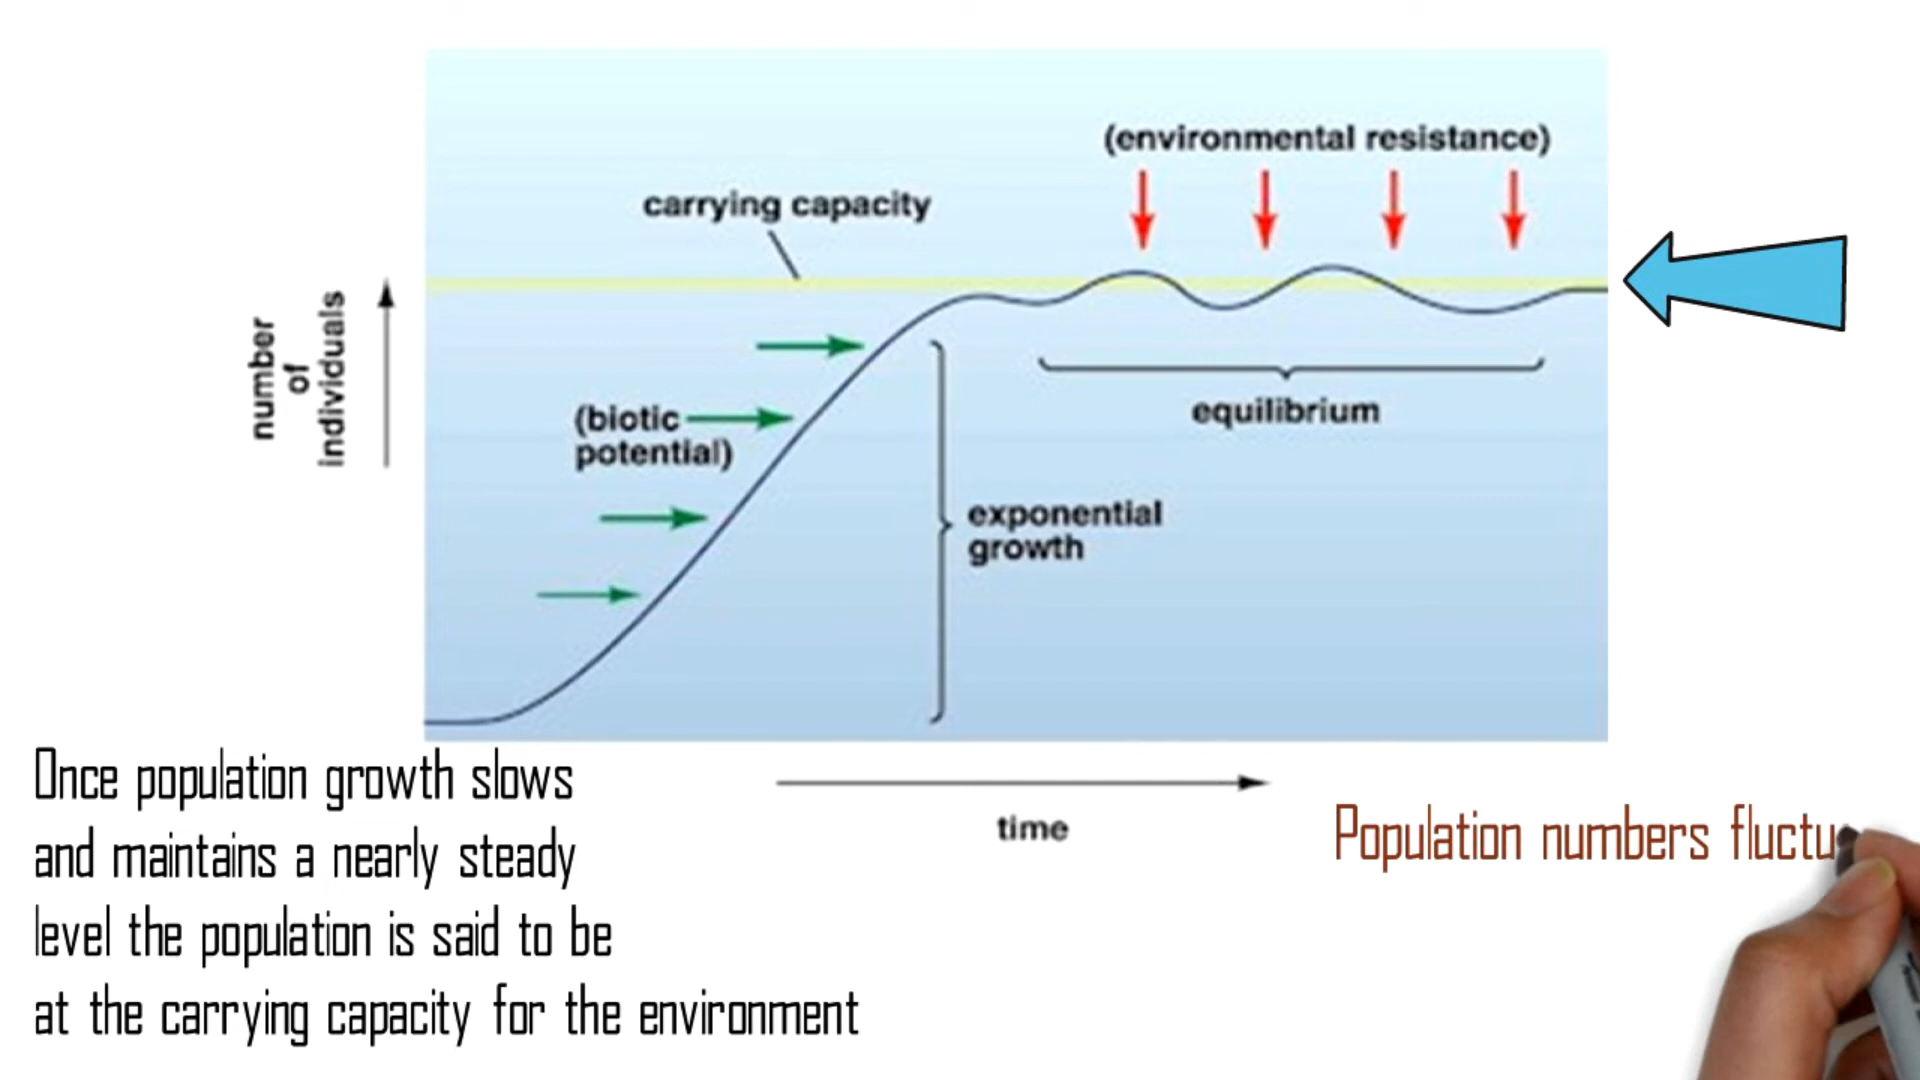 (environmental resistance)
carrying capacity
number
of
individuals
(biotic
potential)
equilibrium
exponential
growth
time
Once population growth slows
and maintains a nearly steady
level the population is said to be
at the carrying capacity for the environment
Population numbers fluctu